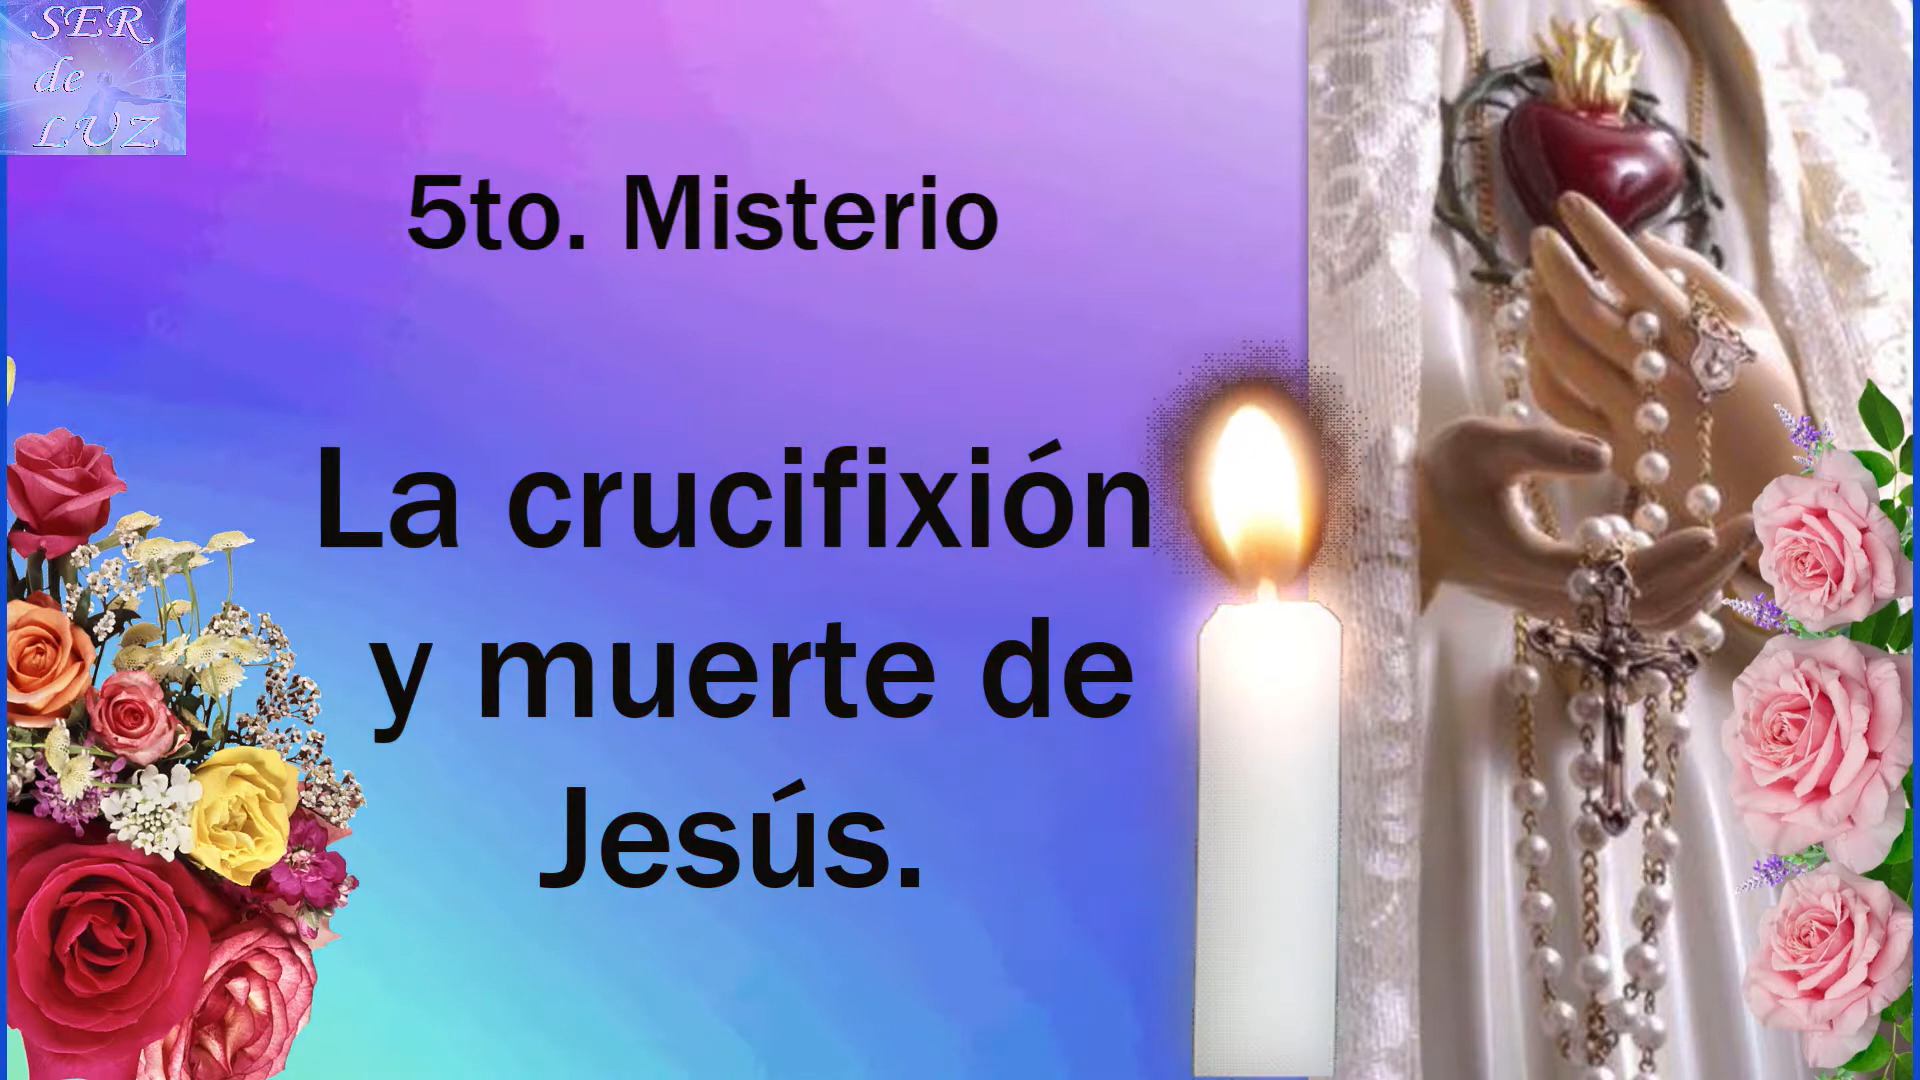 SER
de
LUZ
5to. Misterio
La crucifixión
y muerte de
Jesús.